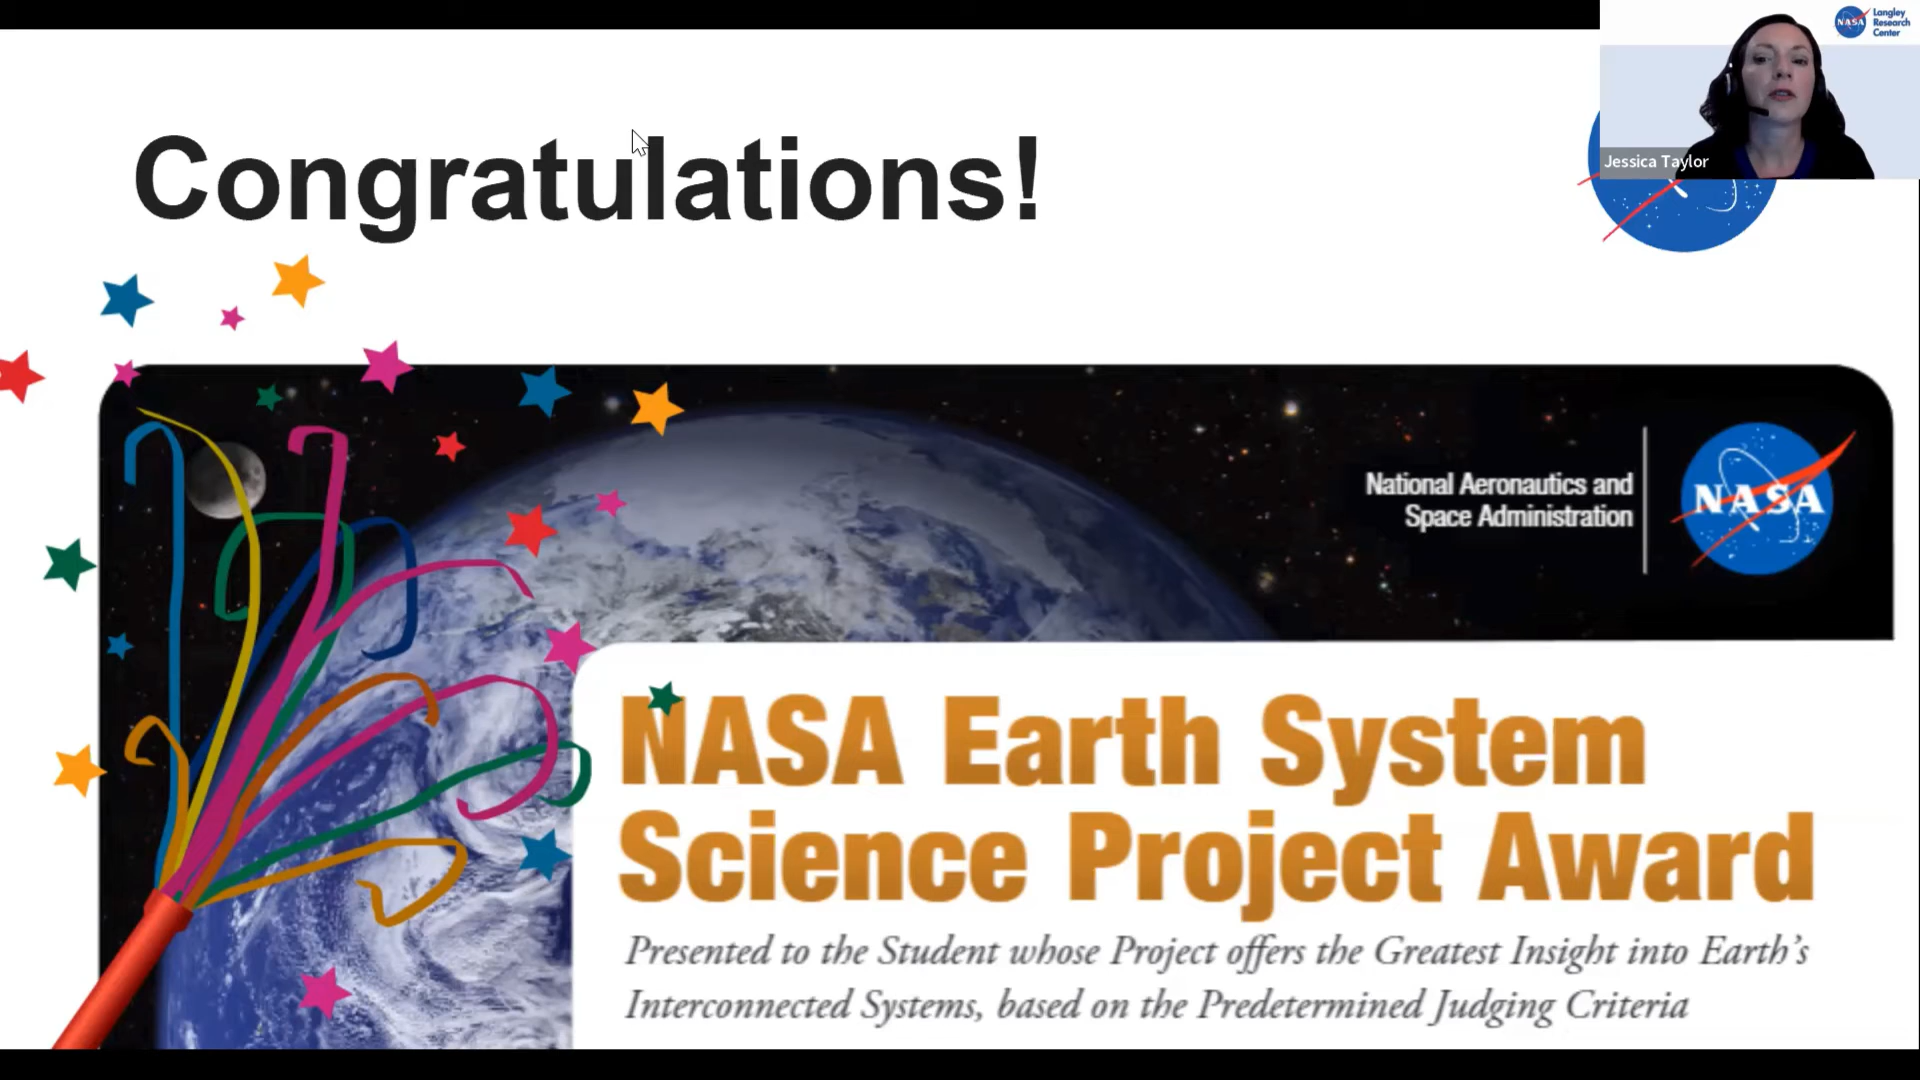 NASA
Langley
Research
Center
Jessica Taylor
Congratulations!
National Aeronautics and
Space Administration
NASA
NASA Earth System
Science Project Award
Presented to the Student whose Project offers the Greatest Insight into Earth’s
Interconnected Systems, based on the Predetermined Judging Criteria